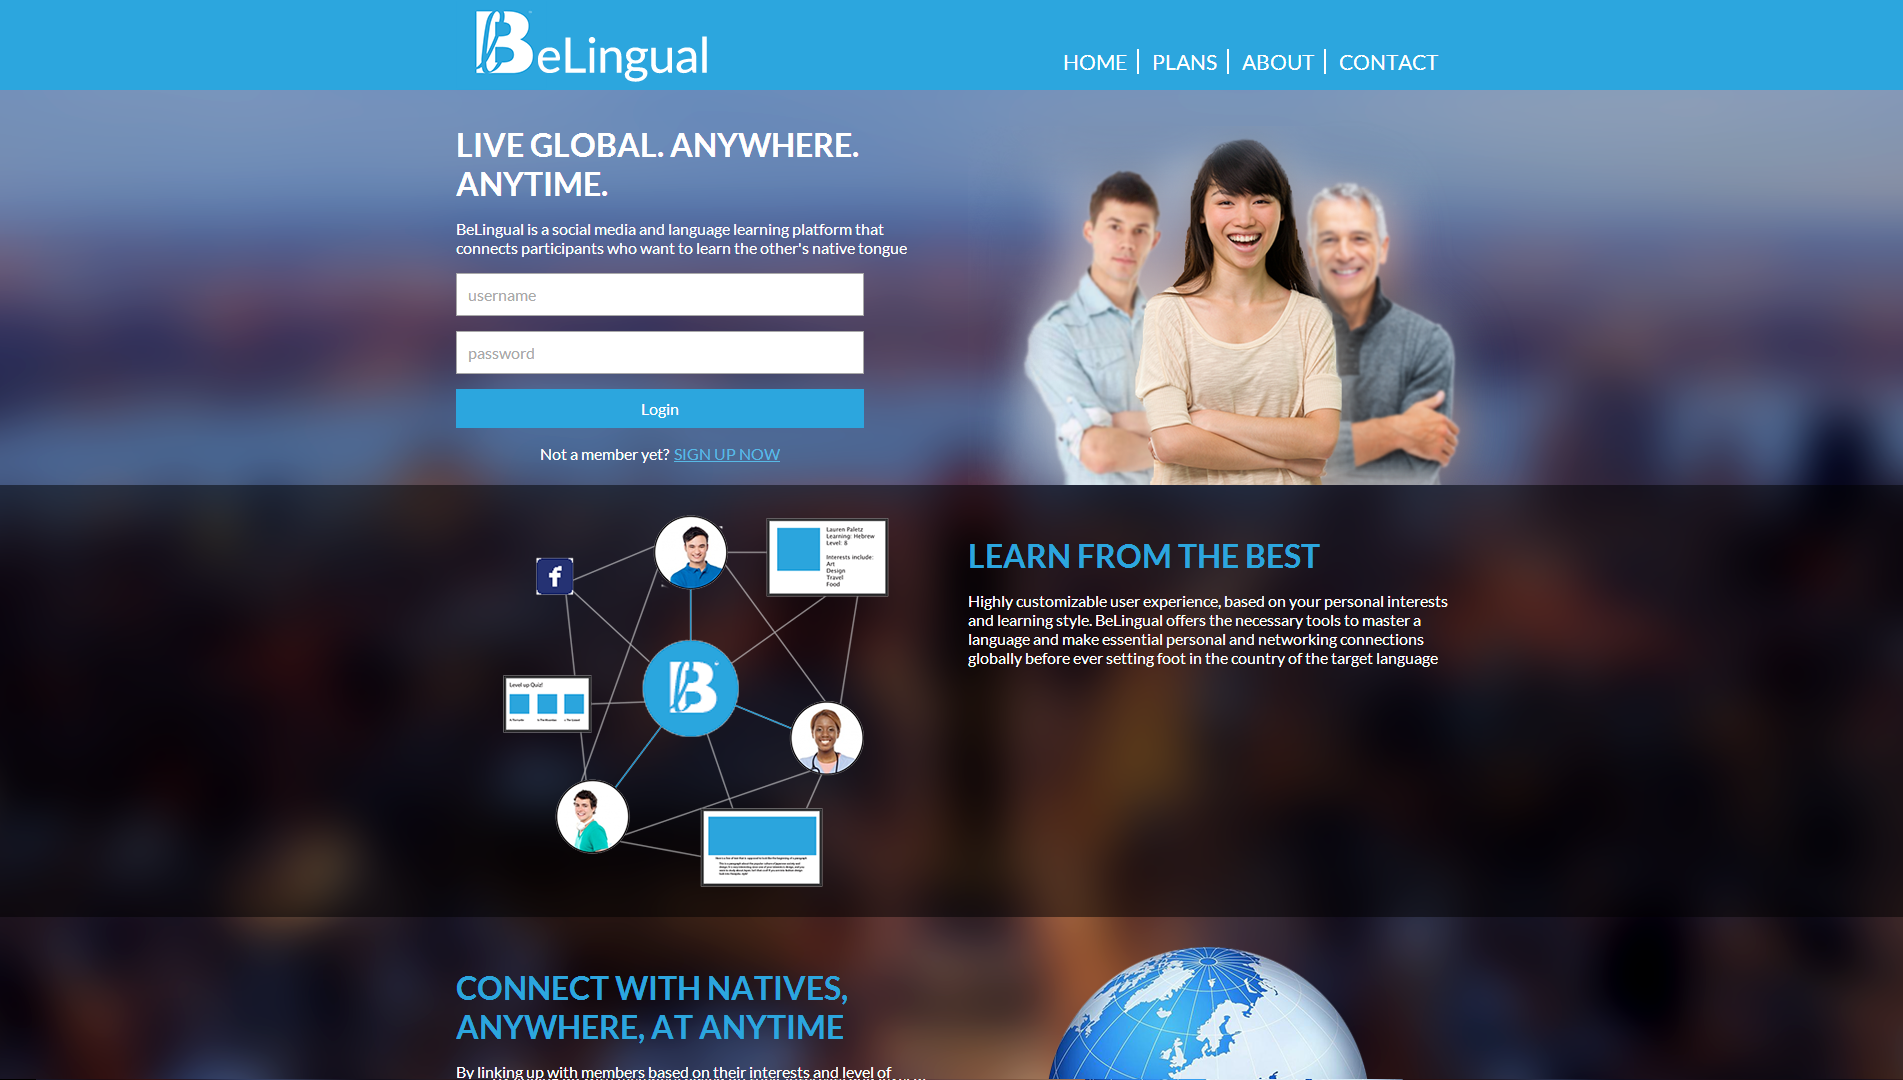 BeLingual
HOME
PLANS
ABOUT
CONTACT
LIVE GLOBAL. ANYWHERE.
ANYTIME.
BeLingual is a social media and language learning platform that
connects participants who want to learn the other's native tongue
username
password
Login
Not a member yet? SIGN UP NOW
f
Lauren Paletz
Learning: Hebrew
Level: 8
Interests include:
Art
Design
Travel
Food
B
Level up Quiz!
LEARN FROM THE BEST
Highly customizable user experience, based on your personal interests
and learning style. BeLingual offers the necessary tools to master a
language and make essential personal and networking connections
globally before ever setting foot in the country of the target language
CONNECT WITH NATIVES,
ANYWHERE, AT ANYTIME
By linking up with members based on their interests and level of